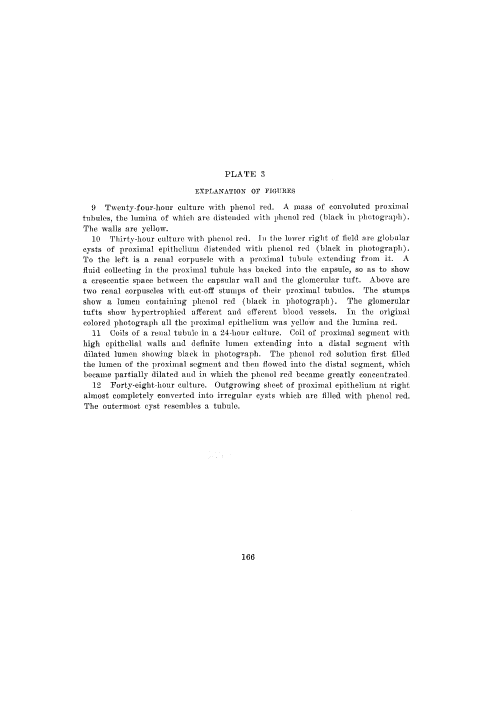 PLATE 3
EXPLANATION OF FIGURES
9 Twenty-four-hour culture with phenol red. A mass of convoluted proximal
tubules, the lumina of which are distended with phenol red (black in photograph).
The walls are yellow.
10 Thirty-hour culture with phenol red. In the lower right of field are globular
cysts of proximal epithelium distended with phenol red (black in photograph).
To the left is a renal corpuscle with a proximal tubule extending from it. A
fluid collecting in the proximal tubule has backed into the capsule, so as to show
a crescentic space between the capsular wall and the glomerular tuft. Above are
two renal corpuscles with cut-off stumps of their proximal tubules. The stumps
show a lumen containing phenol red (black in photograph). The glomerular
tufts show hypertrophied afferent and efferent blood vessels. In the original
colored photograph all the proximal epithelium was yellow and the lumina red.
11 Coils of a renal tubule in a 24-hour culture. Coil of proximal segment with
high epithelial walls and definite lumen extending into a distal segment with
dilated lumen showing black in photograph. The phenol red solution first filled
the lumen of the proximal segment and then flowed into the distal segment, which
became partially dilated and in which the phenol red became greatly concentrated.
12 Forty-eight-hour culture. Outgrowing sheet of proximal epithelium at right
almost completely converted into irregular cysts which are filled with phenol red.
The outermost cyst resembles a tubule.
166